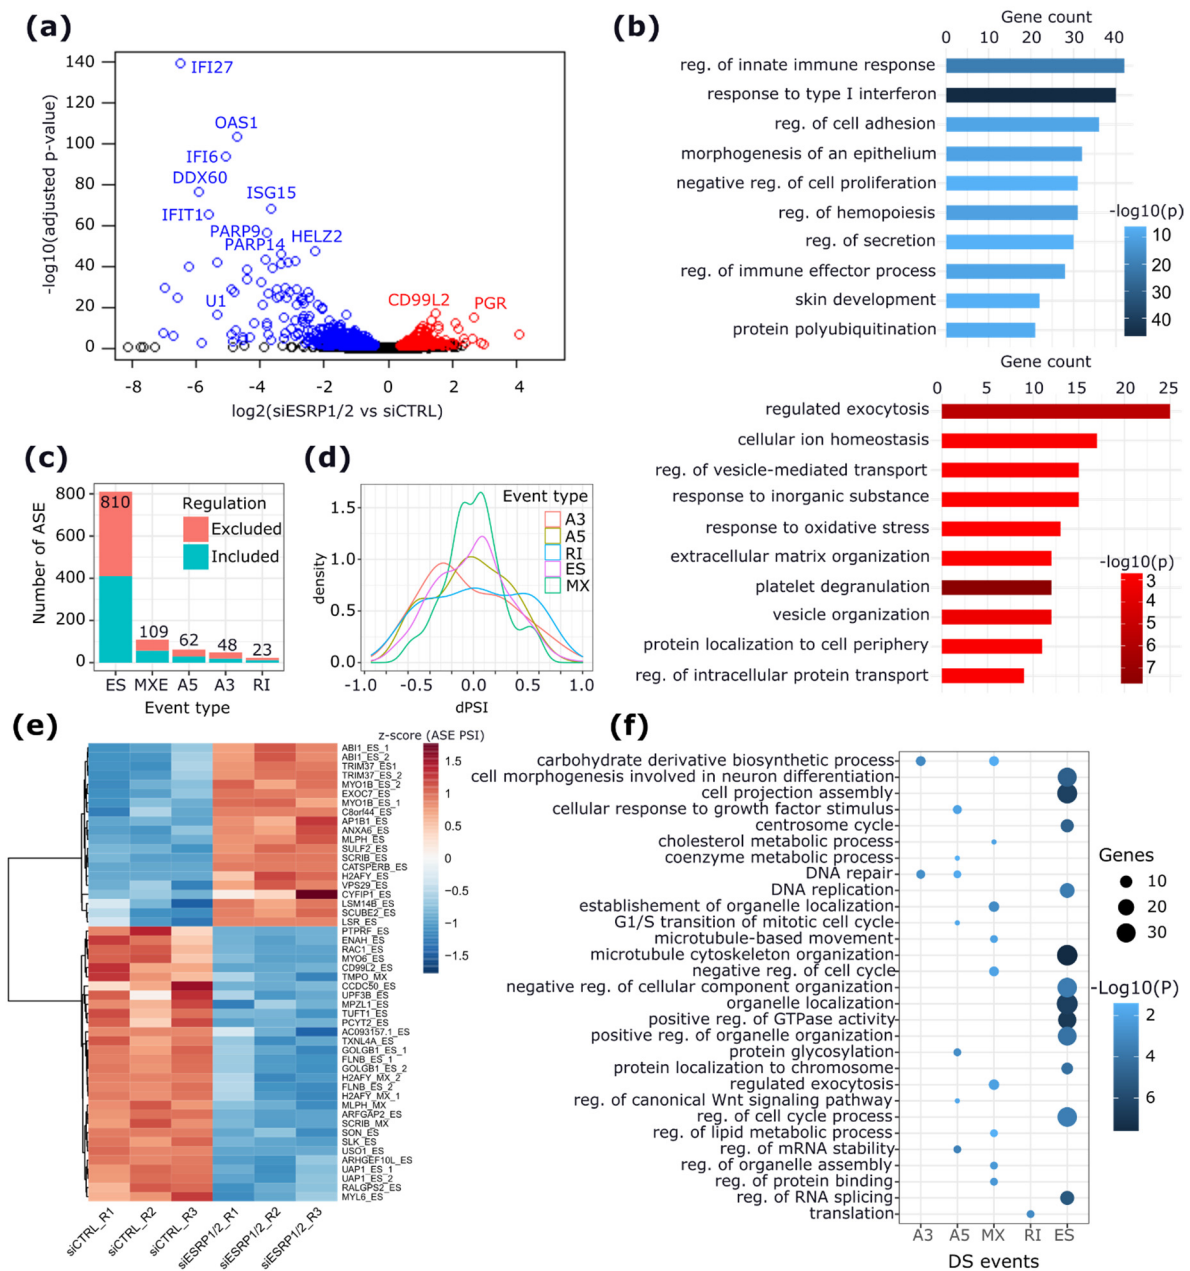 (a)
-log10(adjusted p-value)
140
120
100
80
60
40
20
0
IFI27
OAS1
IFI6
DDX60
ISG15
IFIT1
PARP9
PARP14
HELZ2
U1
CD99L2
PGR
-8 -6 -4 -2 0 2 4
log2(siESRP1/2 vs siCTRL)
(b)
Gene count
0 10 20 30 40
reg. of innate immune response
response to type I interferon
reg. of cell adhesion
morphogenesis of an epithelium
negative reg. of cell proliferation
reg. of hemopoiesis
reg. of secretion
reg. of immune effector process
skin development
protein polyubiquitination
-log10(p)
10
20
30
40
Gene count
0 5 10 15 20 25
regulated exocytosis
cellular ion homeostasis
reg. of vesicle-mediated transport
response to inorganic substance
response to oxidative stress
extracellular matrix organization
platelet degranulation
vesicle organization
protein localization to cell periphery
reg. of intracellular protein transport
-log10(p)
3
4
5
6
7
(c)
Number of ASE
800
600
400
200
0
810
109
62
48
23
Regulation
Excluded
Included
ES MXE A5 A3 RI
Event type
(d)
density
1.5
1.0
0.5
0.0
Event type
A3
A5
RI
ES
MX
-1.0 -0.5 0 0.5 1.0
dPSI
(e)
z-score (ASE PSI)
1.5
1
0.5
0
−0.5
−1
−1.5
ABI1_ES_1
ABI1_ES_2
TRIM37_ES1
TRIM37_ES_2
MYO1B_ES_2
EXOC7_ES
MYO1B_ES_1
C8orf44_ES
AP1B1_ES
ANXA6_ES
MLPH_ES
SULF2_ES
SCRIB_ES
CATSPERB_ES
H2AFY_ES
VPS29_ES
CYFIP1_ES
LSM14B_ES
SCUBE2_ES
LSR_ES
PTPRF_ES
ENAH_ES
RAC1_ES
MYO6_ES
CD99L2_ES
TMPO_MX
CCDC50_ES
UPF3B_ES
MPZL1_ES
TUFT1_ES
PCYT2_ES
AC093157.1_ES
TXNL4A_ES
GOLGB1_ES_1
FLNB_ES_1
GOLGB1_ES_2
H2AFY_MX_2
FLNB_ES_2
H2AFY_MX_1
MLPH_MX
ARFGAP2_ES
SCRIB_MX
SON_ES
SLK_ES
USO1_ES
ARHGEF10L_ES
UAP1_ES_1
UAP1_ES_2
RALGPS2_ES
MYL6_ES
siCTRL_R1
siCTRL_R2
siCTRL_R3
siESRP1/2_R1
siESRP1/2_R2
siESRP1/2_R3
(f)
carbohydrate derivative biosynthetic process
cell morphogenesis involved in neuron differentiation
cell projection assembly
cellular response to growth factor stimulus
centrosome cycle
cholesterol metabolic process
coenzyme metabolic process
DNA repair
DNA replication
establishement of organelle localization
G1/S transition of mitotic cell cycle
microtubule-based movement
microtubule cytoskeleton organization
negative reg. of cell cycle
negative reg. of cellular component organization
organelle localization
positive reg. of GTPase activity
positive reg. of organelle organization
protein glycosylation
protein localization to chromosome
regulated exocytosis
reg. of canonical Wnt signaling pathway
reg. of cell cycle process
reg. of lipid metabolic process
reg. of mRNA stability
reg. of organelle assembly
reg. of protein binding
reg. of RNA splicing
translation
A3 A5 MX RI ES
DS events
Genes
10
20
30
-Log10(P)
2
4
6